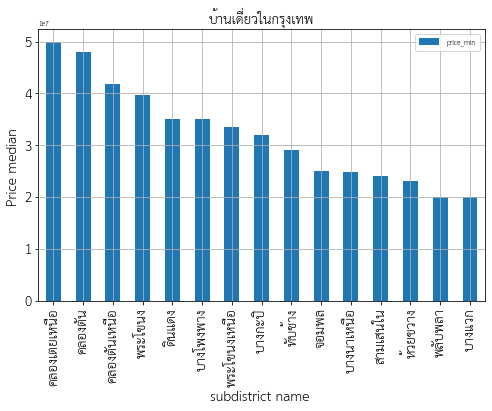 บ้านเดี่ยวในกรุงเทพ
1e7
price_min
Price median
5
4
3
2
1
0
คลองเตยเหนือ
คลองตัน
คลองตันเหนือ
พระโขนง
ดินแดง
บางโพงพาง
พระโขนงเหนือ
บางกะปิ
ทับช้าง
จอมพล
บางนาเหนือ
สามเสนใน
ห้วยขวาง
พลับพลา
บางแวก
subdistrict name